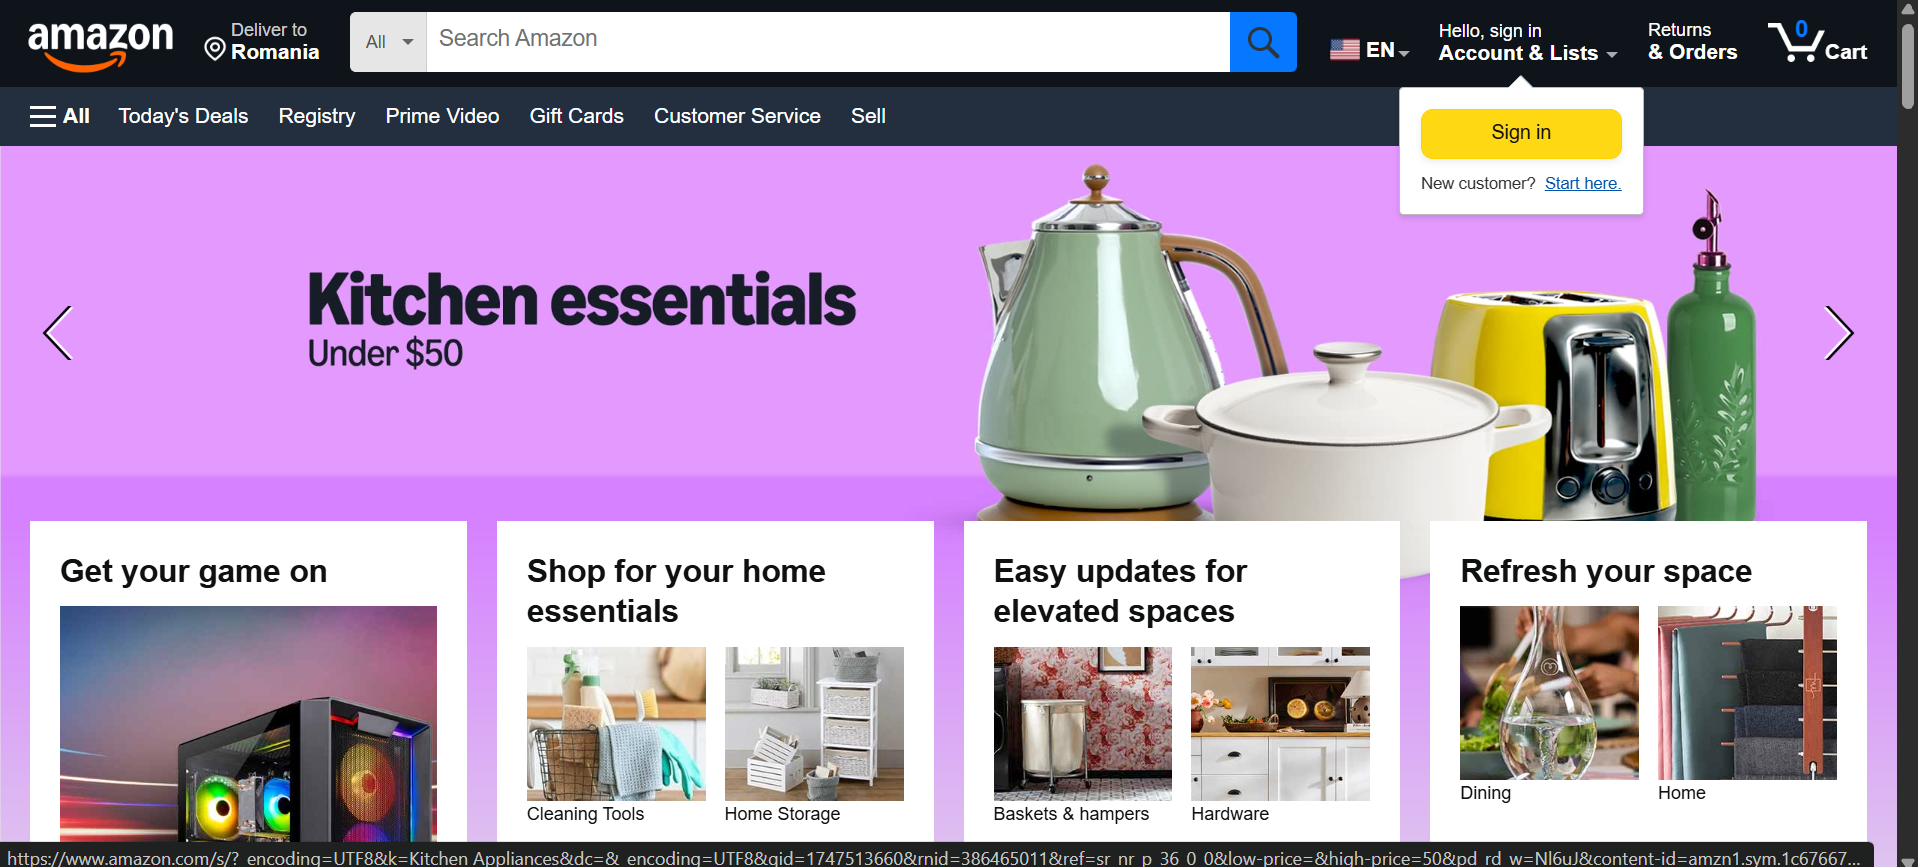 amazon
Deliver to
Romania
All
Search Amazon
EN
Hello, sign in
Account & Lists
Returns
& Orders
0
Cart
All
Today's Deals
Registry
Prime Video
Gift Cards
Customer Service
Sell
Sign in
New customer? Start here.
Kitchen essentials
Under $50
Get your game on
Shop for your home
essentials
Cleaning Tools
Home Storage
Easy updates for
elevated spaces
Baskets & hampers
Hardware
Refresh your space
Dining
Home
https://www.amazon.com/s/?_encoding=UTF8&k=Kitchen Appliances&dc=&_encoding=UTF8&qid=1747513660&rnid=386465011&ref=sr_nr_p_36_0_0&low-price=&high-price=50&pd_rd_w=Nl6uJ&content-id=amzn1.sym.1c67667...